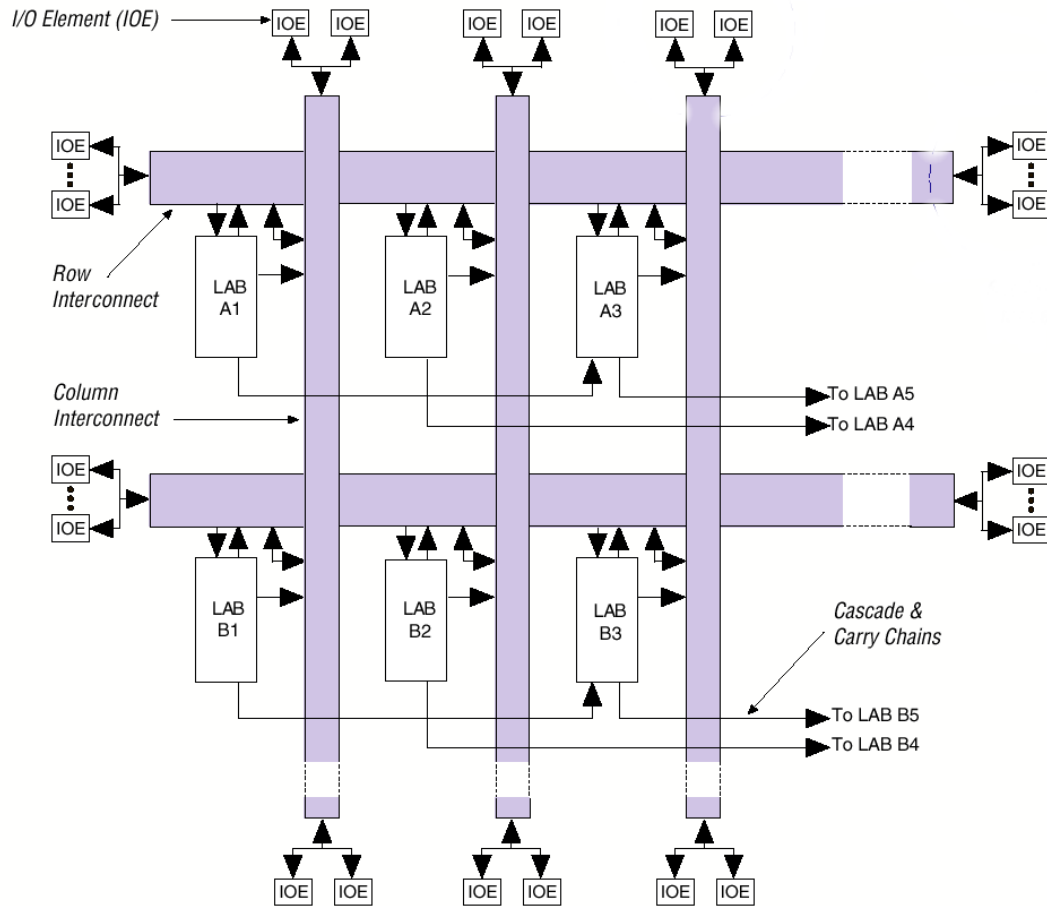 I/O Element (IOE)
IOE IOE IOE IOE IOE IOE
IOE IOE
IOE IOE
Row
Interconnect
LAB
A1
LAB
A2
LAB
A3
Column
Interconnect
To LAB A5
To LAB A4
IOE IOE
IOE IOE
LAB
B1
LAB
B2
LAB
B3
Cascade &
Carry Chains
To LAB B5
To LAB B4
IOE IOE IOE IOE IOE IOE